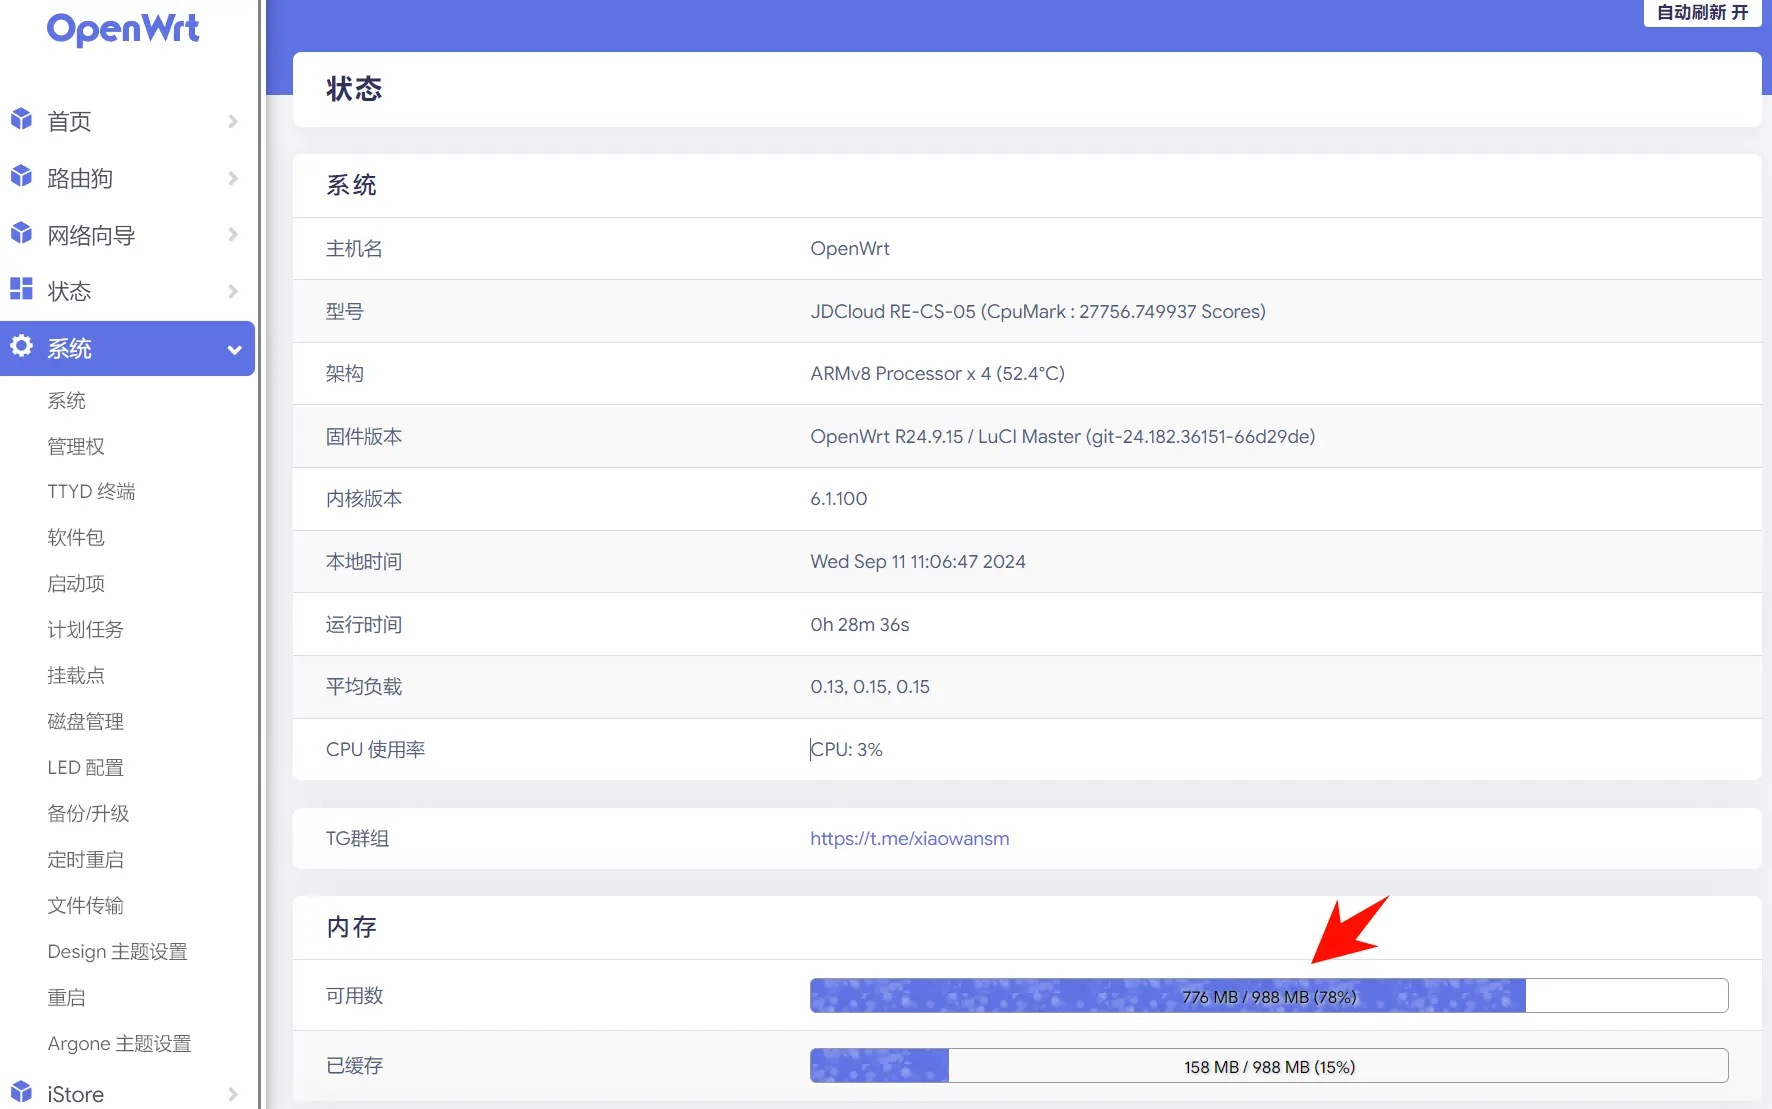 OpenWrt
首页
路由狗
网络向导
状态
系统
系统
管理权
TTYD 终端
软件包
启动项
计划任务
挂载点
磁盘管理
LED 配置
备份/升级
定时重启
文件传输
Design 主题设置
重启
Argone 主题设置
iStore
自动刷新 开
状态
系统
主机名 OpenWrt
型号 JDCloud RE-CS-05 (CpuMark : 27756.749937 Scores)
架构 ARMv8 Processor x 4 (52.4°C)
固件版本 OpenWrt R24.9.15 / LuCI Master (git-24.182.36151-66d29de)
内核版本 6.1.100
本地时间 Wed Sep 11 11:06:47 2024
运行时间 0h 28m 36s
平均负载 0.13, 0.15, 0.15
CPU 使用率 CPU: 3%
TG群组 https://t.me/xiaowansm
内存
可用数 776 MB / 988 MB (78%)
已缓存 158 MB / 988 MB (15%)